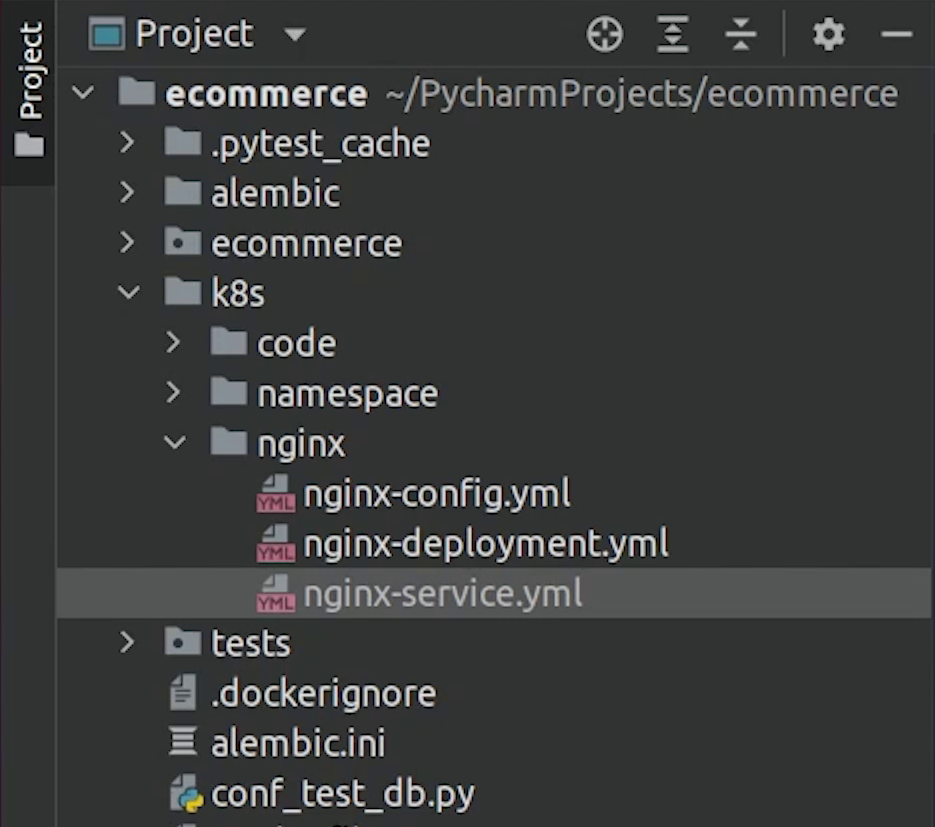 Project
Project
ecommerce ~/PycharmProjects/ecommerce
.pytest_cache
alembic
ecommerce
k8s
code
namespace
nginx
YML nginx-config.yml
YML nginx-deployment.yml
YML nginx-service.yml
tests
.dockerignore
alembic.ini
conf_test_db.py